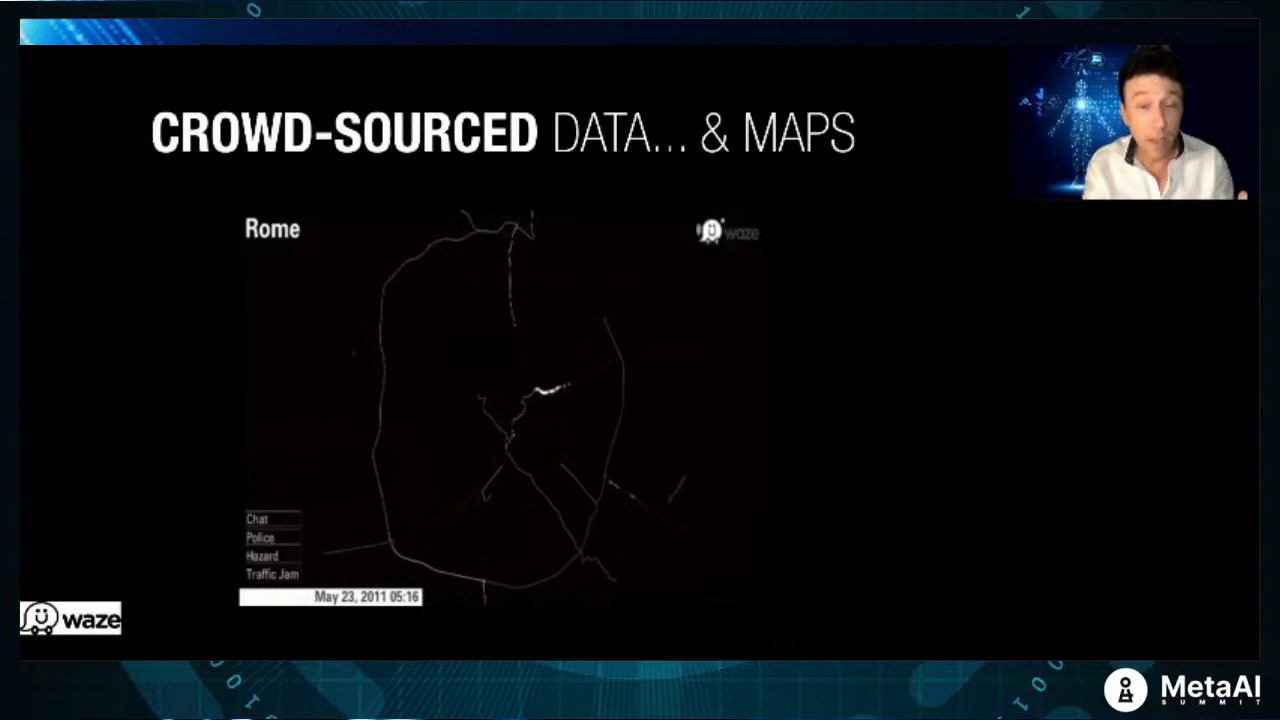 CROWD-SOURCED DATA... & MAPS
Rome
waze
Chat
Police
Hazard
Traffic Jam
May 23, 2011 05:16
waze
MetaAI
SUMMIT